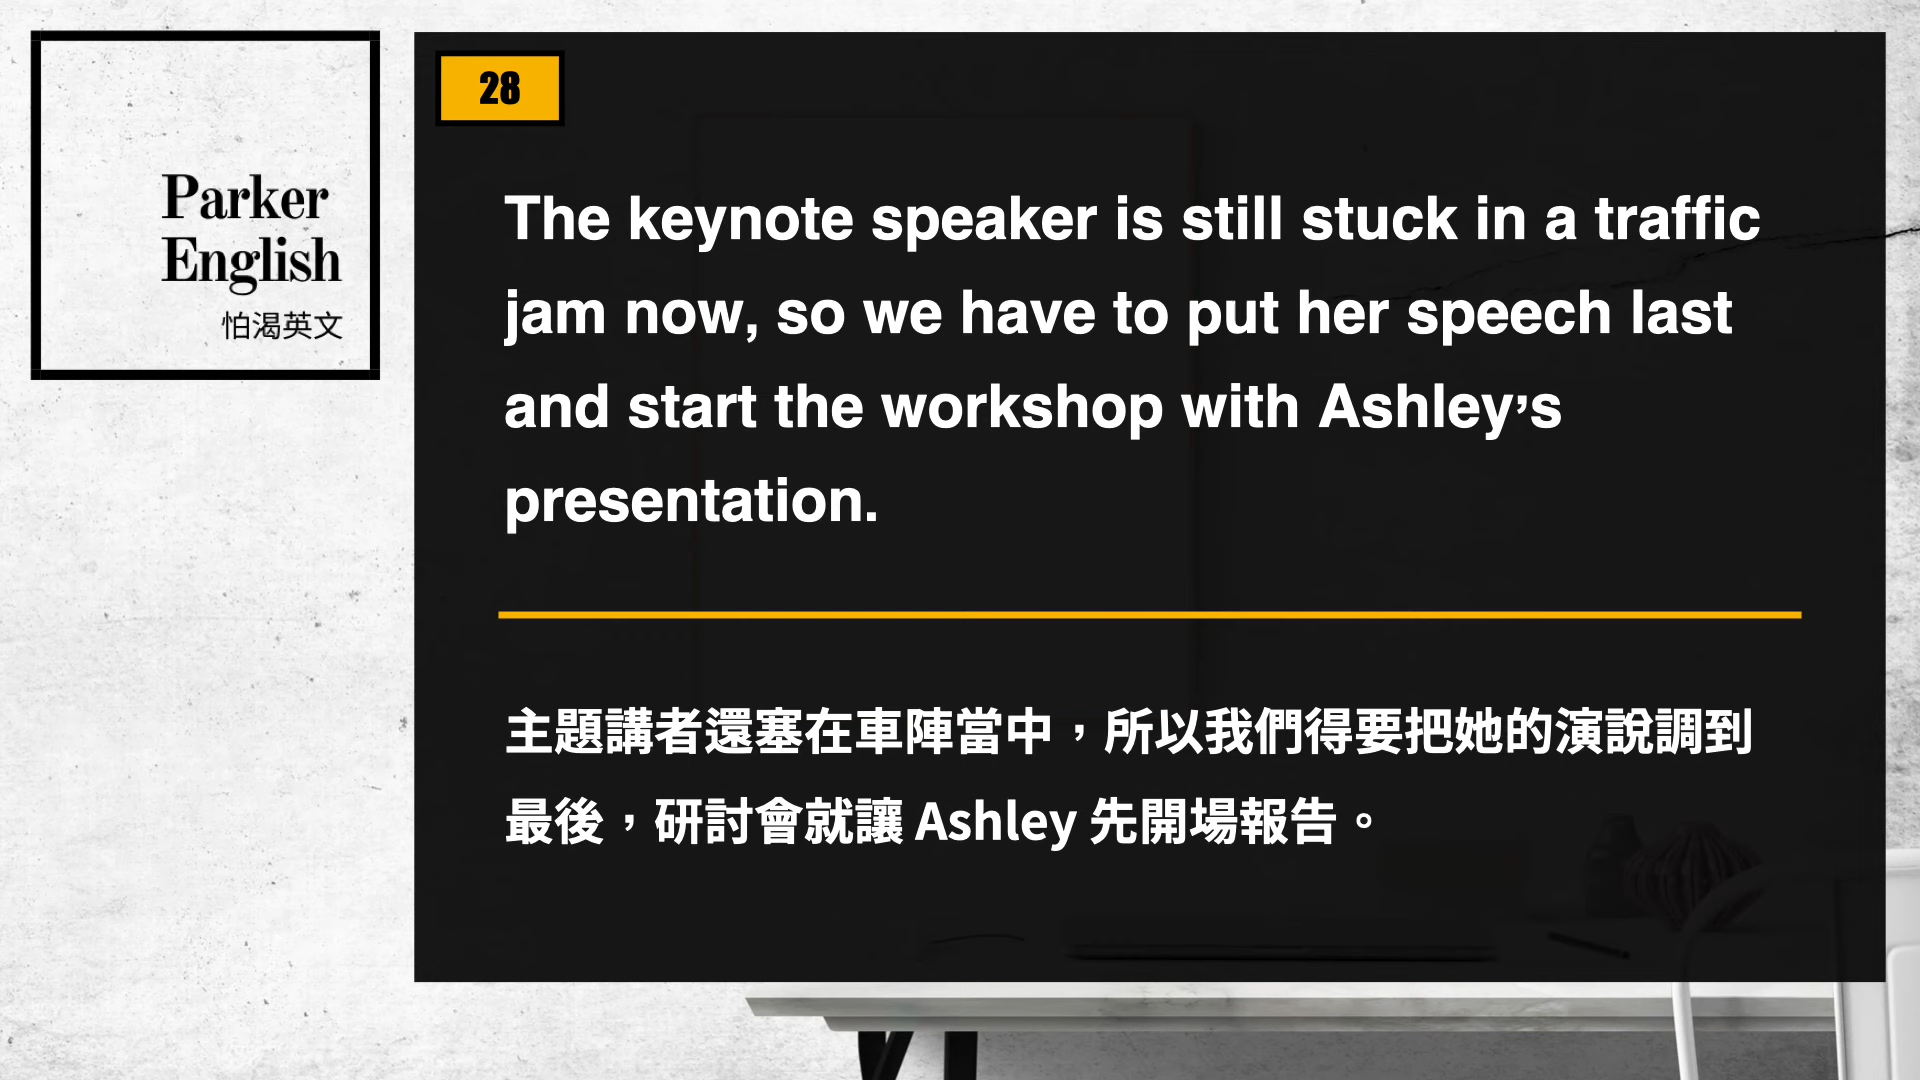 Parker
English
怕渴英文
28
The keynote speaker is still stuck in a traffic
jam now, so we have to put her speech last
and start the workshop with Ashley’s
presentation.
主題講者還塞在車陣當中，所以我們得要把她的演說調到
最後，研討會就讓 Ashley 先開場報告。